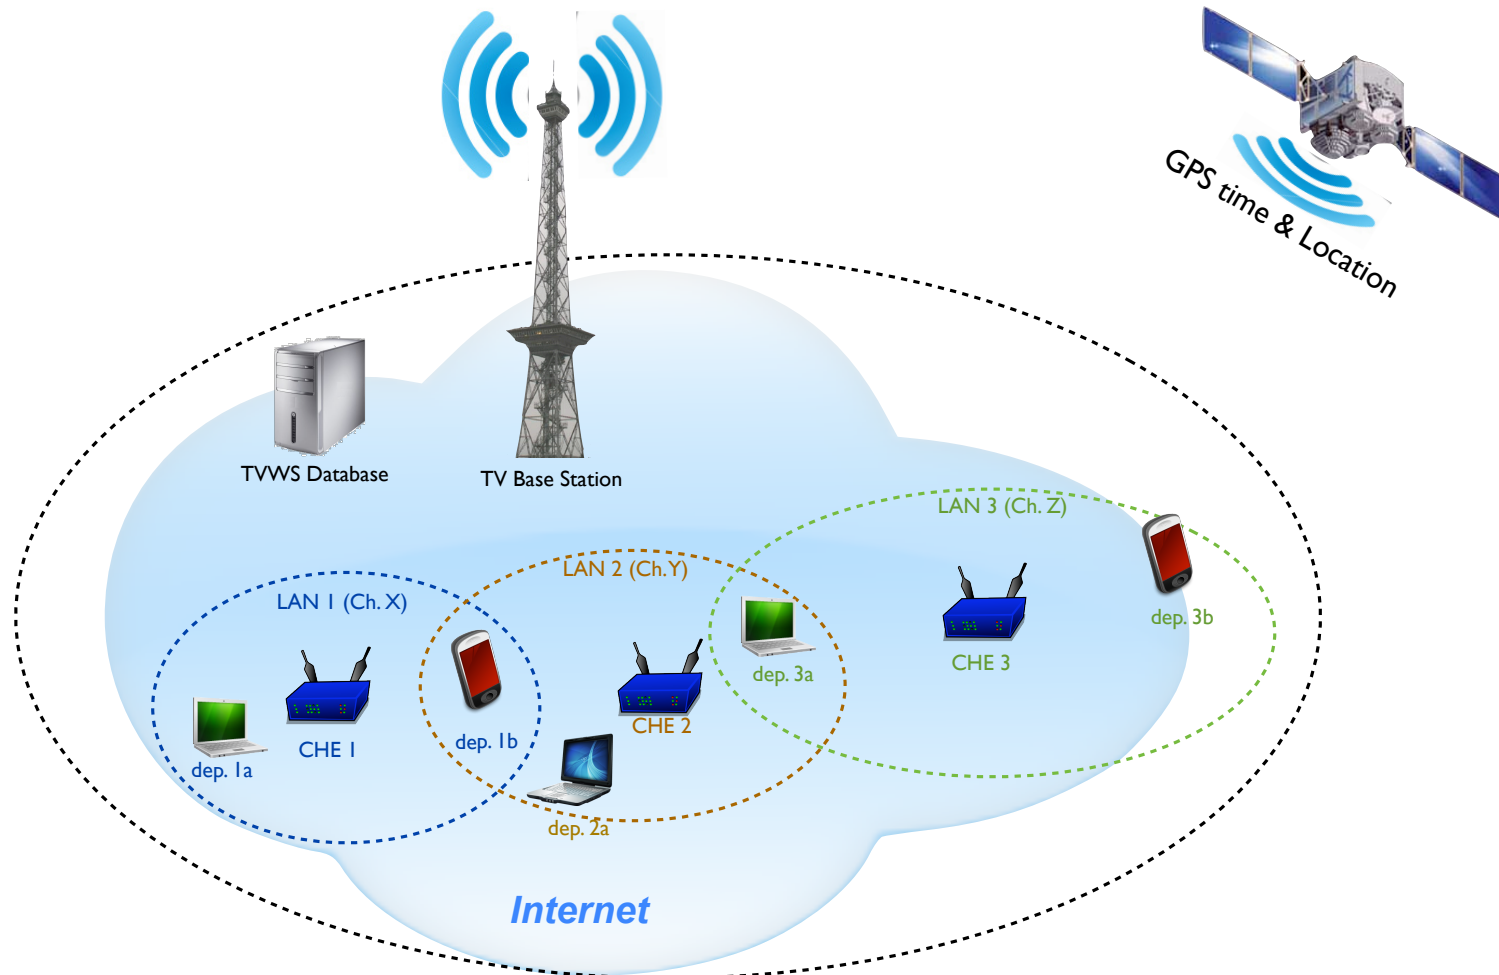 GPS time & Location
TVWS Database
TV Base Station
LAN 3 (Ch. Z)
LAN 2 (Ch.Y)
LAN 1 (Ch. X)
dep. 3b
CHE 3
dep. 3a
CHE 2
dep. 1b
CHE 1
dep. 1a
dep. 2a
Internet